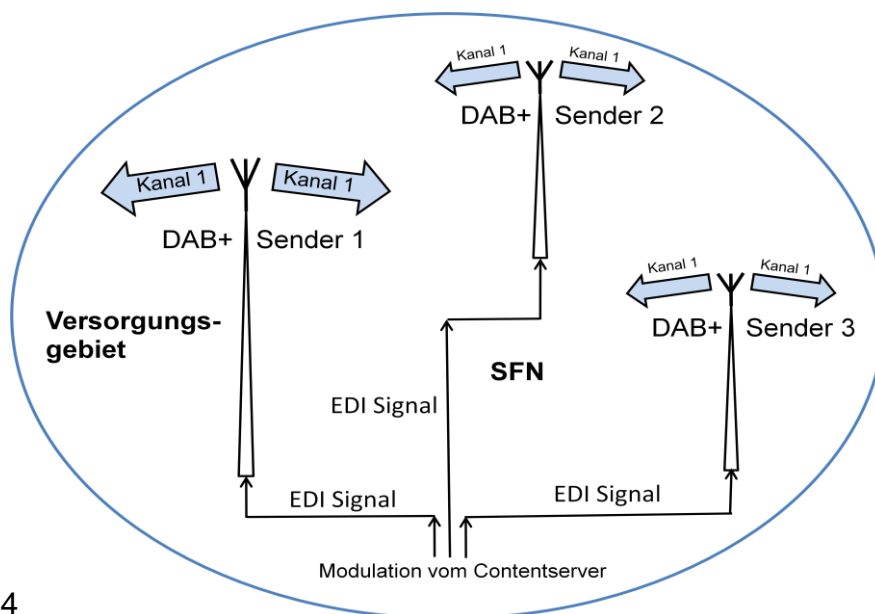 Kanal 1
Kanal 1
DAB+ Sender 2
Kanal 1
Kanal 1
DAB+ Sender 1
Kanal 1
Kanal 1
DAB+ Sender 3
Versorgungs-
gebiet
SFN
EDI Signal
EDI Signal
EDI Signal
Modulation vom Contentserver
4